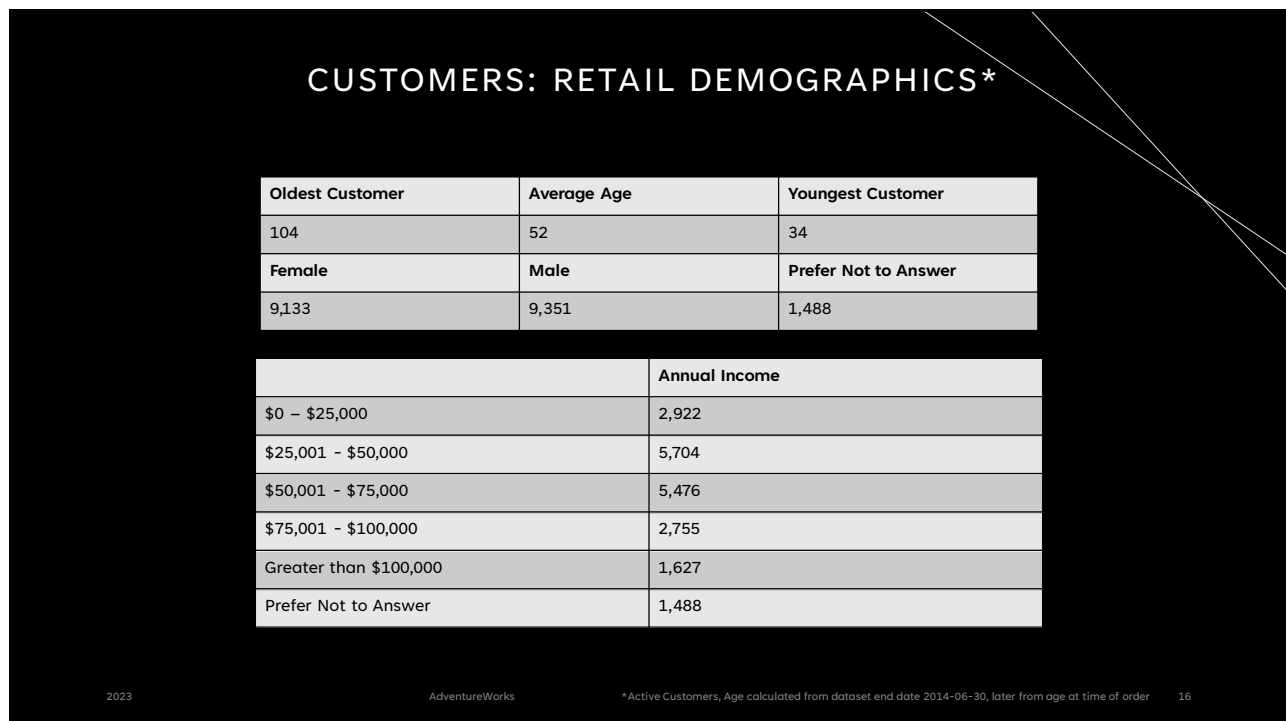 CUSTOMERS: RETAIL DEMOGRAPHICS*
Oldest Customer Average Age Youngest Customer
104 52 34
Female Male Prefer Not to Answer
9,133 9,351 1,488
Annual Income
$0 – $25,000 2,922
$25,001 - $50,000 5,704
$50,001 - $75,000 5,476
$75,001 - $100,000 2,755
Greater than $100,000 1,627
Prefer Not to Answer 1,488
2023 AdventureWorks *Active Customers, Age calculated from dataset end date 2014-06-30, later from age at time of order 16